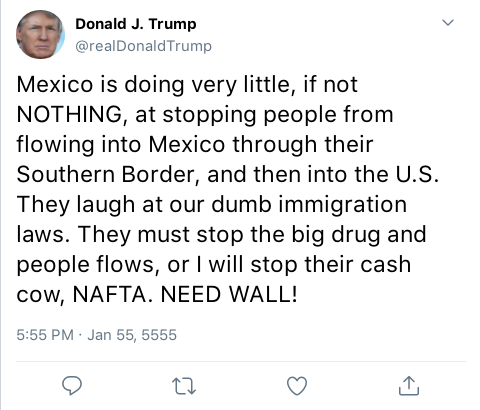 Donald J. Trump
@realDonaldTrump
Mexico is doing very little, if not
NOTHING, at stopping people from
flowing into Mexico through their
Southern Border, and then into the U.S.
They laugh at our dumb immigration
laws. They must stop the big drug and
people flows, or I will stop their cash
cow, NAFTA. NEED WALL!
5:55 PM · Jan 55, 5555